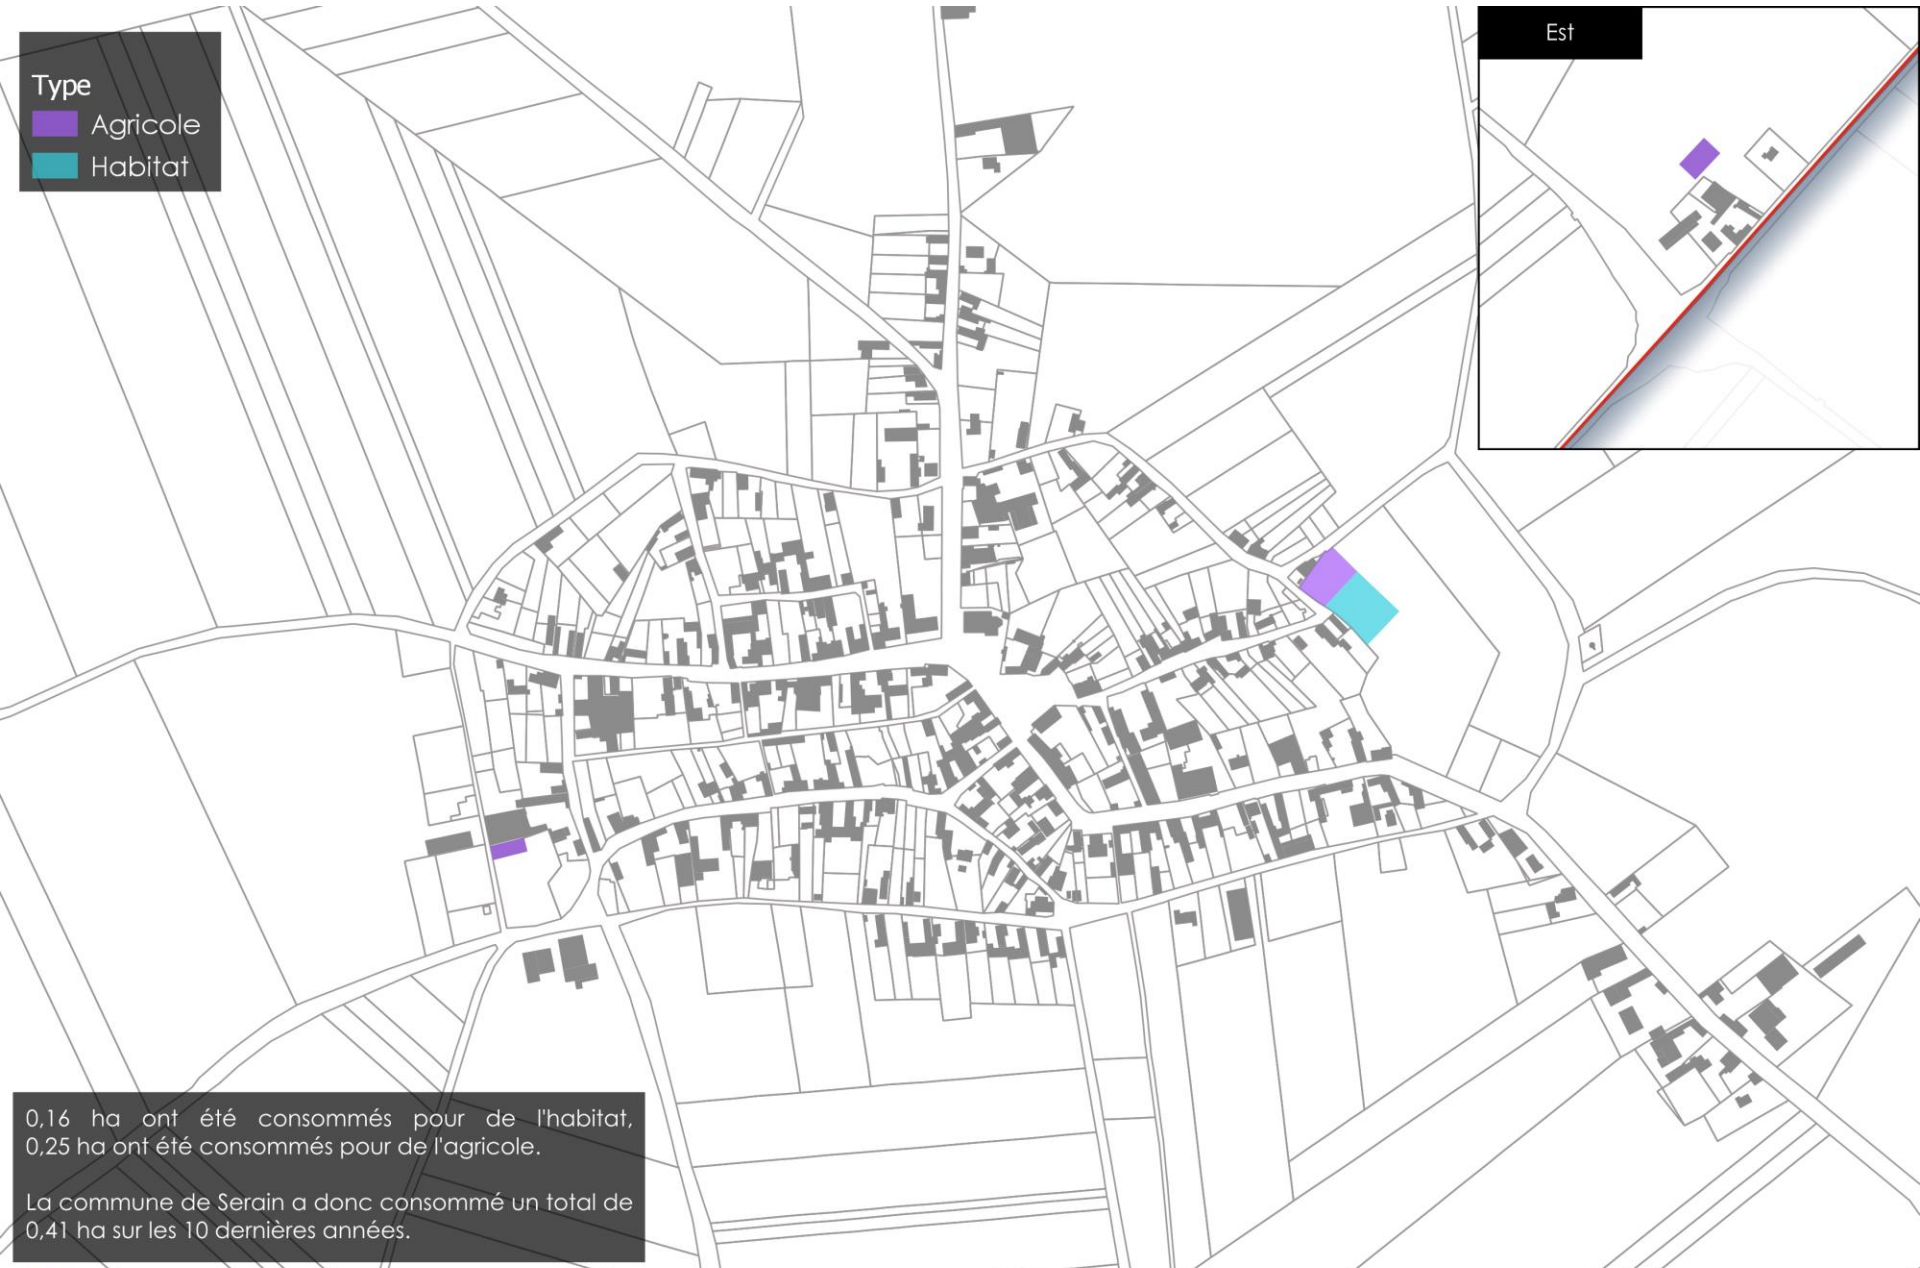 Type
Agricole
Habitat
Est
0,16 ha ont été consommés pour de l'habitat,
0,25 ha ont été consommés pour de l'agricole.
La commune de Serain a donc consommé un total de
0,41 ha sur les 10 dernières années.